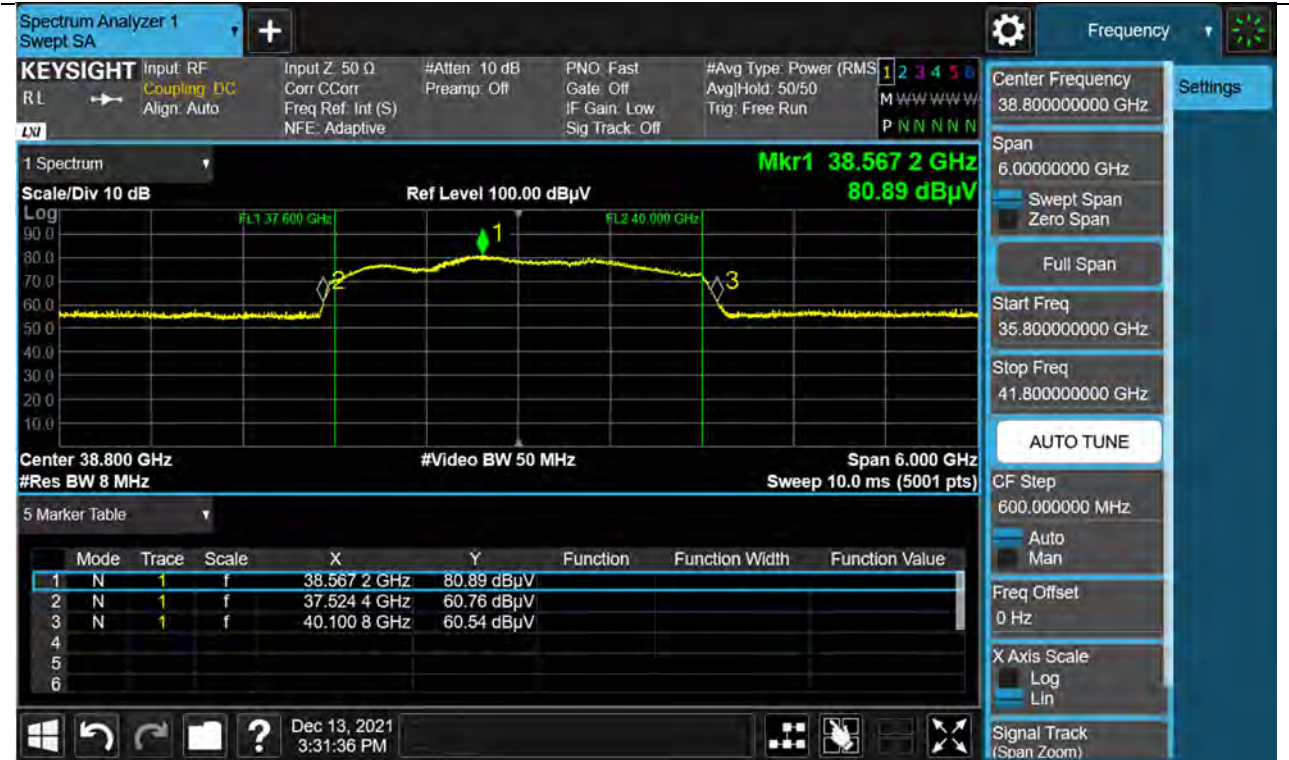 Spectrum Analyzer 1
Swept SA
+
Frequency
KEYSIGHT
RL
LXI
Input: RF
Coupling: DC
Align: Auto
Input Z: 50 Ω
Corr CCorr
Freq Ref: Int (S)
NFE: Adaptive
#Atten: 10 dB
Preamp: Off
PNO: Fast
Gate: Off
IF Gain: Low
Sig Track: Off
#Avg Type: Power (RMS
Avg|Hold: 50/50
Trig: Free Run
1 2 3 4 5 6
M W W W W W
P N N N N N
1 Spectrum
Scale/Div 10 dB
Ref Level 100.00 dBµV
Mkr1 38.567 2 GHz
80.89 dBµV
Log
90.0
80.0
70.0
60.0
50.0
40.0
30.0
20.0
10.0
FL1 37.600 GHz
FL2 40.000 GHz
1
2
3
Center 38.800 GHz
#Video BW 50 MHz
Span 6.000 GHz
#Res BW 8 MHz
Sweep 10.0 ms (5001 pts)
5 Marker Table
Mode Trace Scale X Y Function Function Width Function Value
1 N 1 f 38.567 2 GHz 80.89 dBµV
2 N 1 f 37.524 4 GHz 60.76 dBµV
3 N 1 f 40.100 8 GHz 60.54 dBµV
4
5
6
?
Dec 13, 2021
3:31:36 PM
Center Frequency
38.800000000 GHz
Settings
Span
6.00000000 GHz
Swept Span
Zero Span
Full Span
Start Freq
35.800000000 GHz
Stop Freq
41.800000000 GHz
AUTO TUNE
CF Step
600.000000 MHz
Auto
Man
Freq Offset
0 Hz
X Axis Scale
Log
Lin
Signal Track
(Span Zoom)